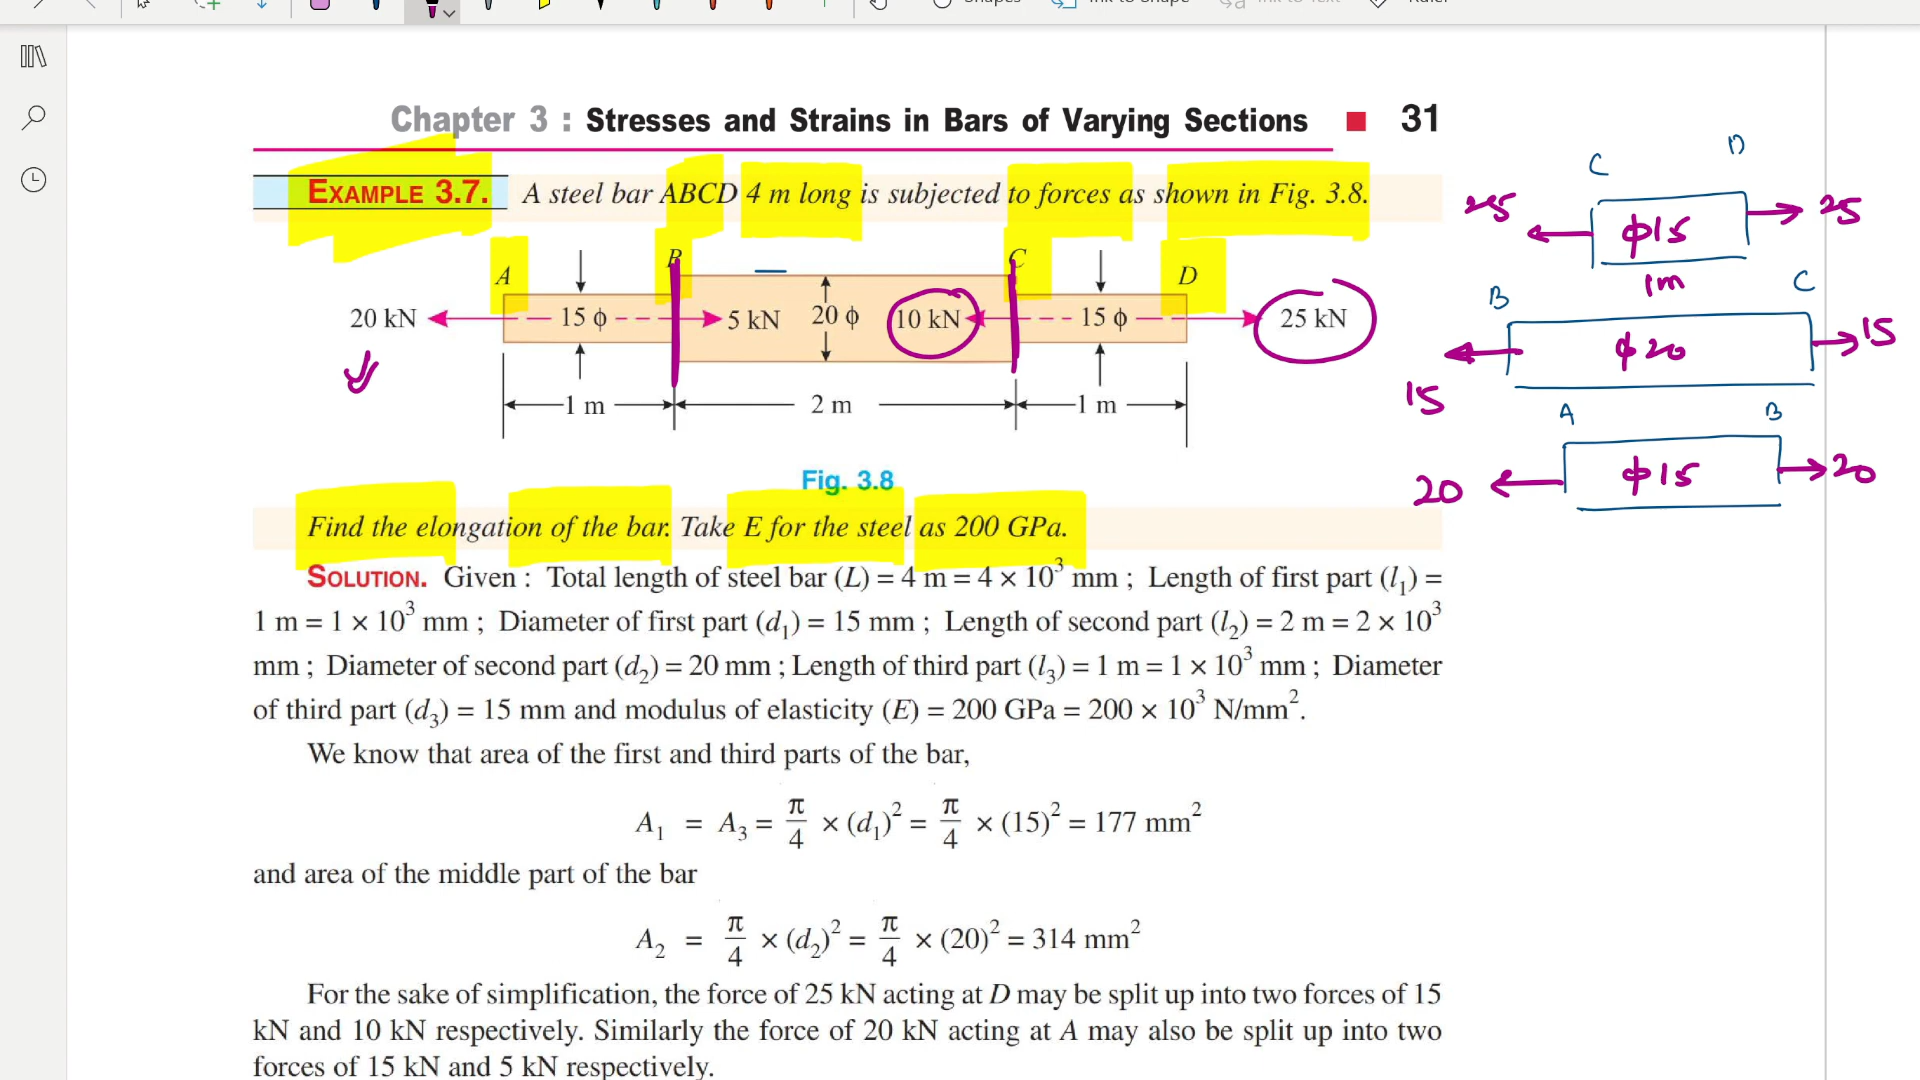 Shapes Ink to Shape Ink to Text Ruler
Chapter 3 : Stresses and Strains in Bars of Varying Sections ■ 31
EXAMPLE 3.7. A steel bar ABCD 4 m long is subjected to forces as shown in Fig. 3.8.
A B C D
20 kN 15 ϕ 5 kN 20 ϕ 10 kN 15 ϕ 25 kN
1 m 2 m 1 m
Fig. 3.8
Find the elongation of the bar. Take E for the steel as 200 GPa.
SOLUTION. Given : Total length of steel bar (L) = 4 m = 4 × 10³ mm ; Length of first part (l₁) =
1 m = 1 × 10³ mm ; Diameter of first part (d₁) = 15 mm ; Length of second part (l₂) = 2 m = 2 × 10³
mm ; Diameter of second part (d₂) = 20 mm ; Length of third part (l₃) = 1 m = 1 × 10³ mm ; Diameter
of third part (d₃) = 15 mm and modulus of elasticity (E) = 200 GPa = 200 × 10³ N/mm².
We know that area of the first and third parts of the bar,
A₁ = A₃ = π/4 × (d₁)² = π/4 × (15)² = 177 mm²
and area of the middle part of the bar
A₂ = π/4 × (d₂)² = π/4 × (20)² = 314 mm²
For the sake of simplification, the force of 25 kN acting at D may be split up into two forces of 15
kN and 10 kN respectively. Similarly the force of 20 kN acting at A may also be split up into two
forces of 15 kN and 5 kN respectively.
C D
25 ϕ15 25
1m
B C
15 ϕ20 15
A B
20 ϕ15 20